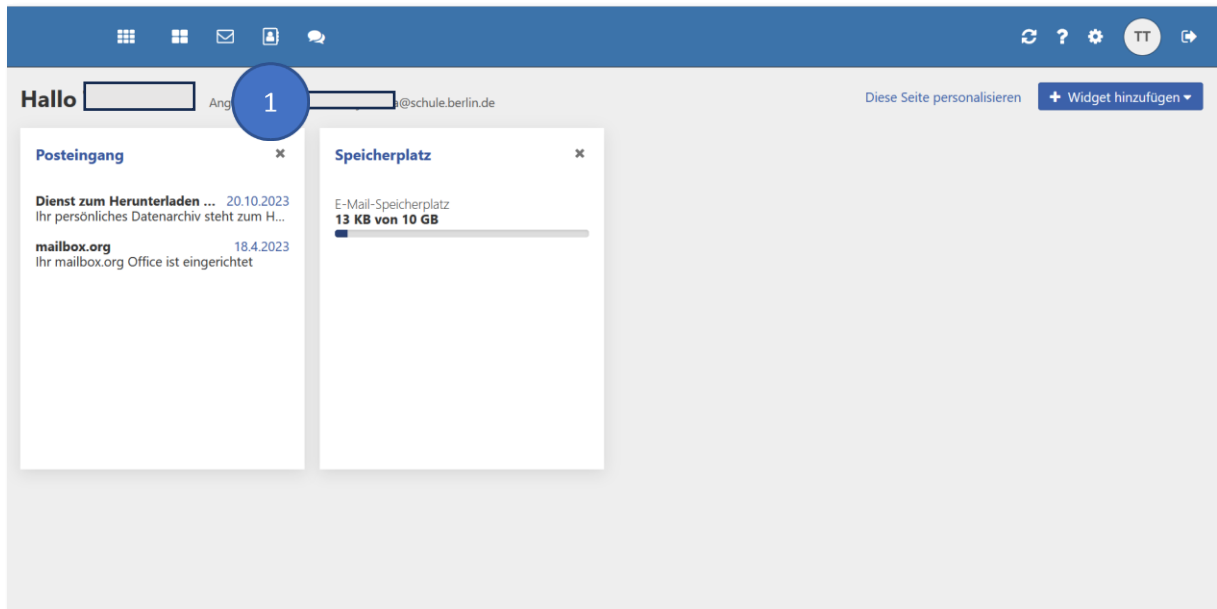 ? TT
Hallo Ang 1 a@schule.berlin.de Diese Seite personalisieren + Widget hinzufügen
Posteingang
Dienst zum Herunterladen ... 20.10.2023
Ihr persönliches Datenarchiv steht zum H...
mailbox.org 18.4.2023
Ihr mailbox.org Office ist eingerichtet
Speicherplatz
E-Mail-Speicherplatz
13 KB von 10 GB